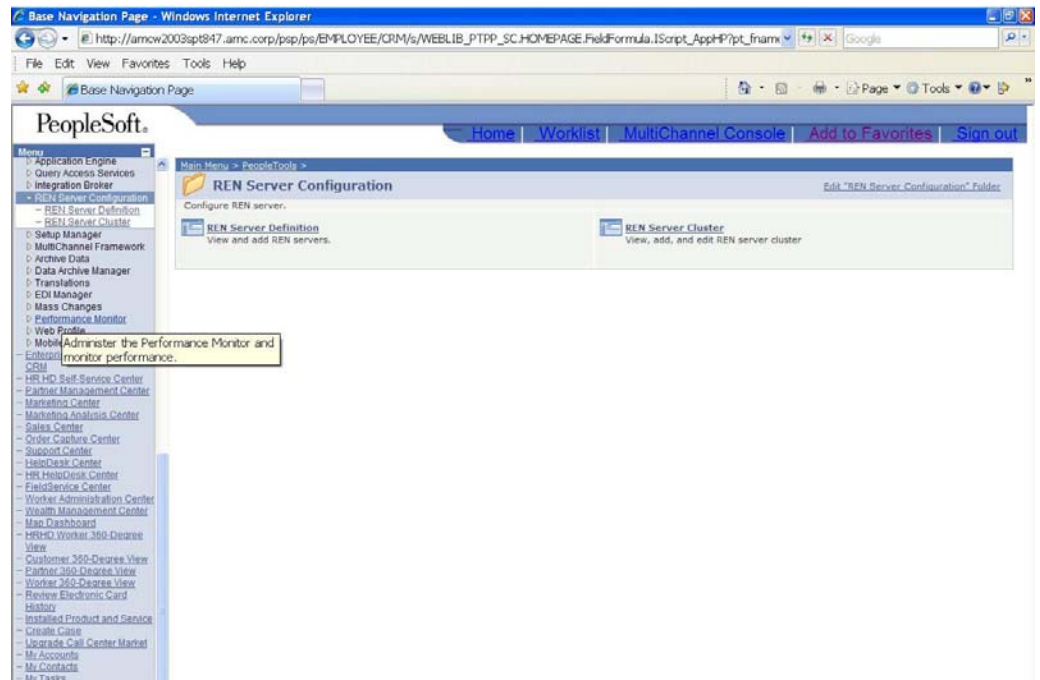 Base Navigation Page - Windows Internet Explorer
http://amcw2003spt847.amc.corp/psp/ps/EMPLOYEE/CRM/s/WEBLIB_PTPP_SC.HOMEPAGE.FieldFormula.IScript_AppHP?pt_fname
Google
File Edit View Favorites Tools Help
Base Navigation Page
Page Tools
PeopleSoft.
Home | Worklist | MultiChannel Console | Add to Favorites | Sign out
Menu
Application Engine
Query Access Services
Integration Broker
REN Server Configuration
– REN Server Definition
– REN Server Cluster
Setup Manager
MultiChannel Framework
Archive Data
Data Archive Manager
Translations
EDI Manager
Mass Changes
Performance Monitor
Web Profile
Mobile
– Enterpri
CRM
– HR HD Self-Service Center
– Partner Management Center
– Marketing Center
– Marketing Analysis Center
– Sales Center
– Order Capture Center
– Support Center
– HelpDesk Center
– HR HelpDesk Center
– FieldService Center
– Worker Administration Center
– Wealth Management Center
– Map Dashboard
– HRHD Worker 360-Degree
View
– Customer 360-Degree View
– Partner 360-Degree View
– Worker 360-Degree View
– Review Electronic Card
History
– Installed Product and Service
– Create Case
– Upgrade Call Center Market
– My Accounts
– My Contacts
– My Tasks
Administer the Performance Monitor and
monitor performance.
Main Menu > PeopleTools >
REN Server Configuration
Edit "REN Server Configuration" Folder
Configure REN server.
REN Server Definition
View and add REN servers.
REN Server Cluster
View, add, and edit REN server cluster